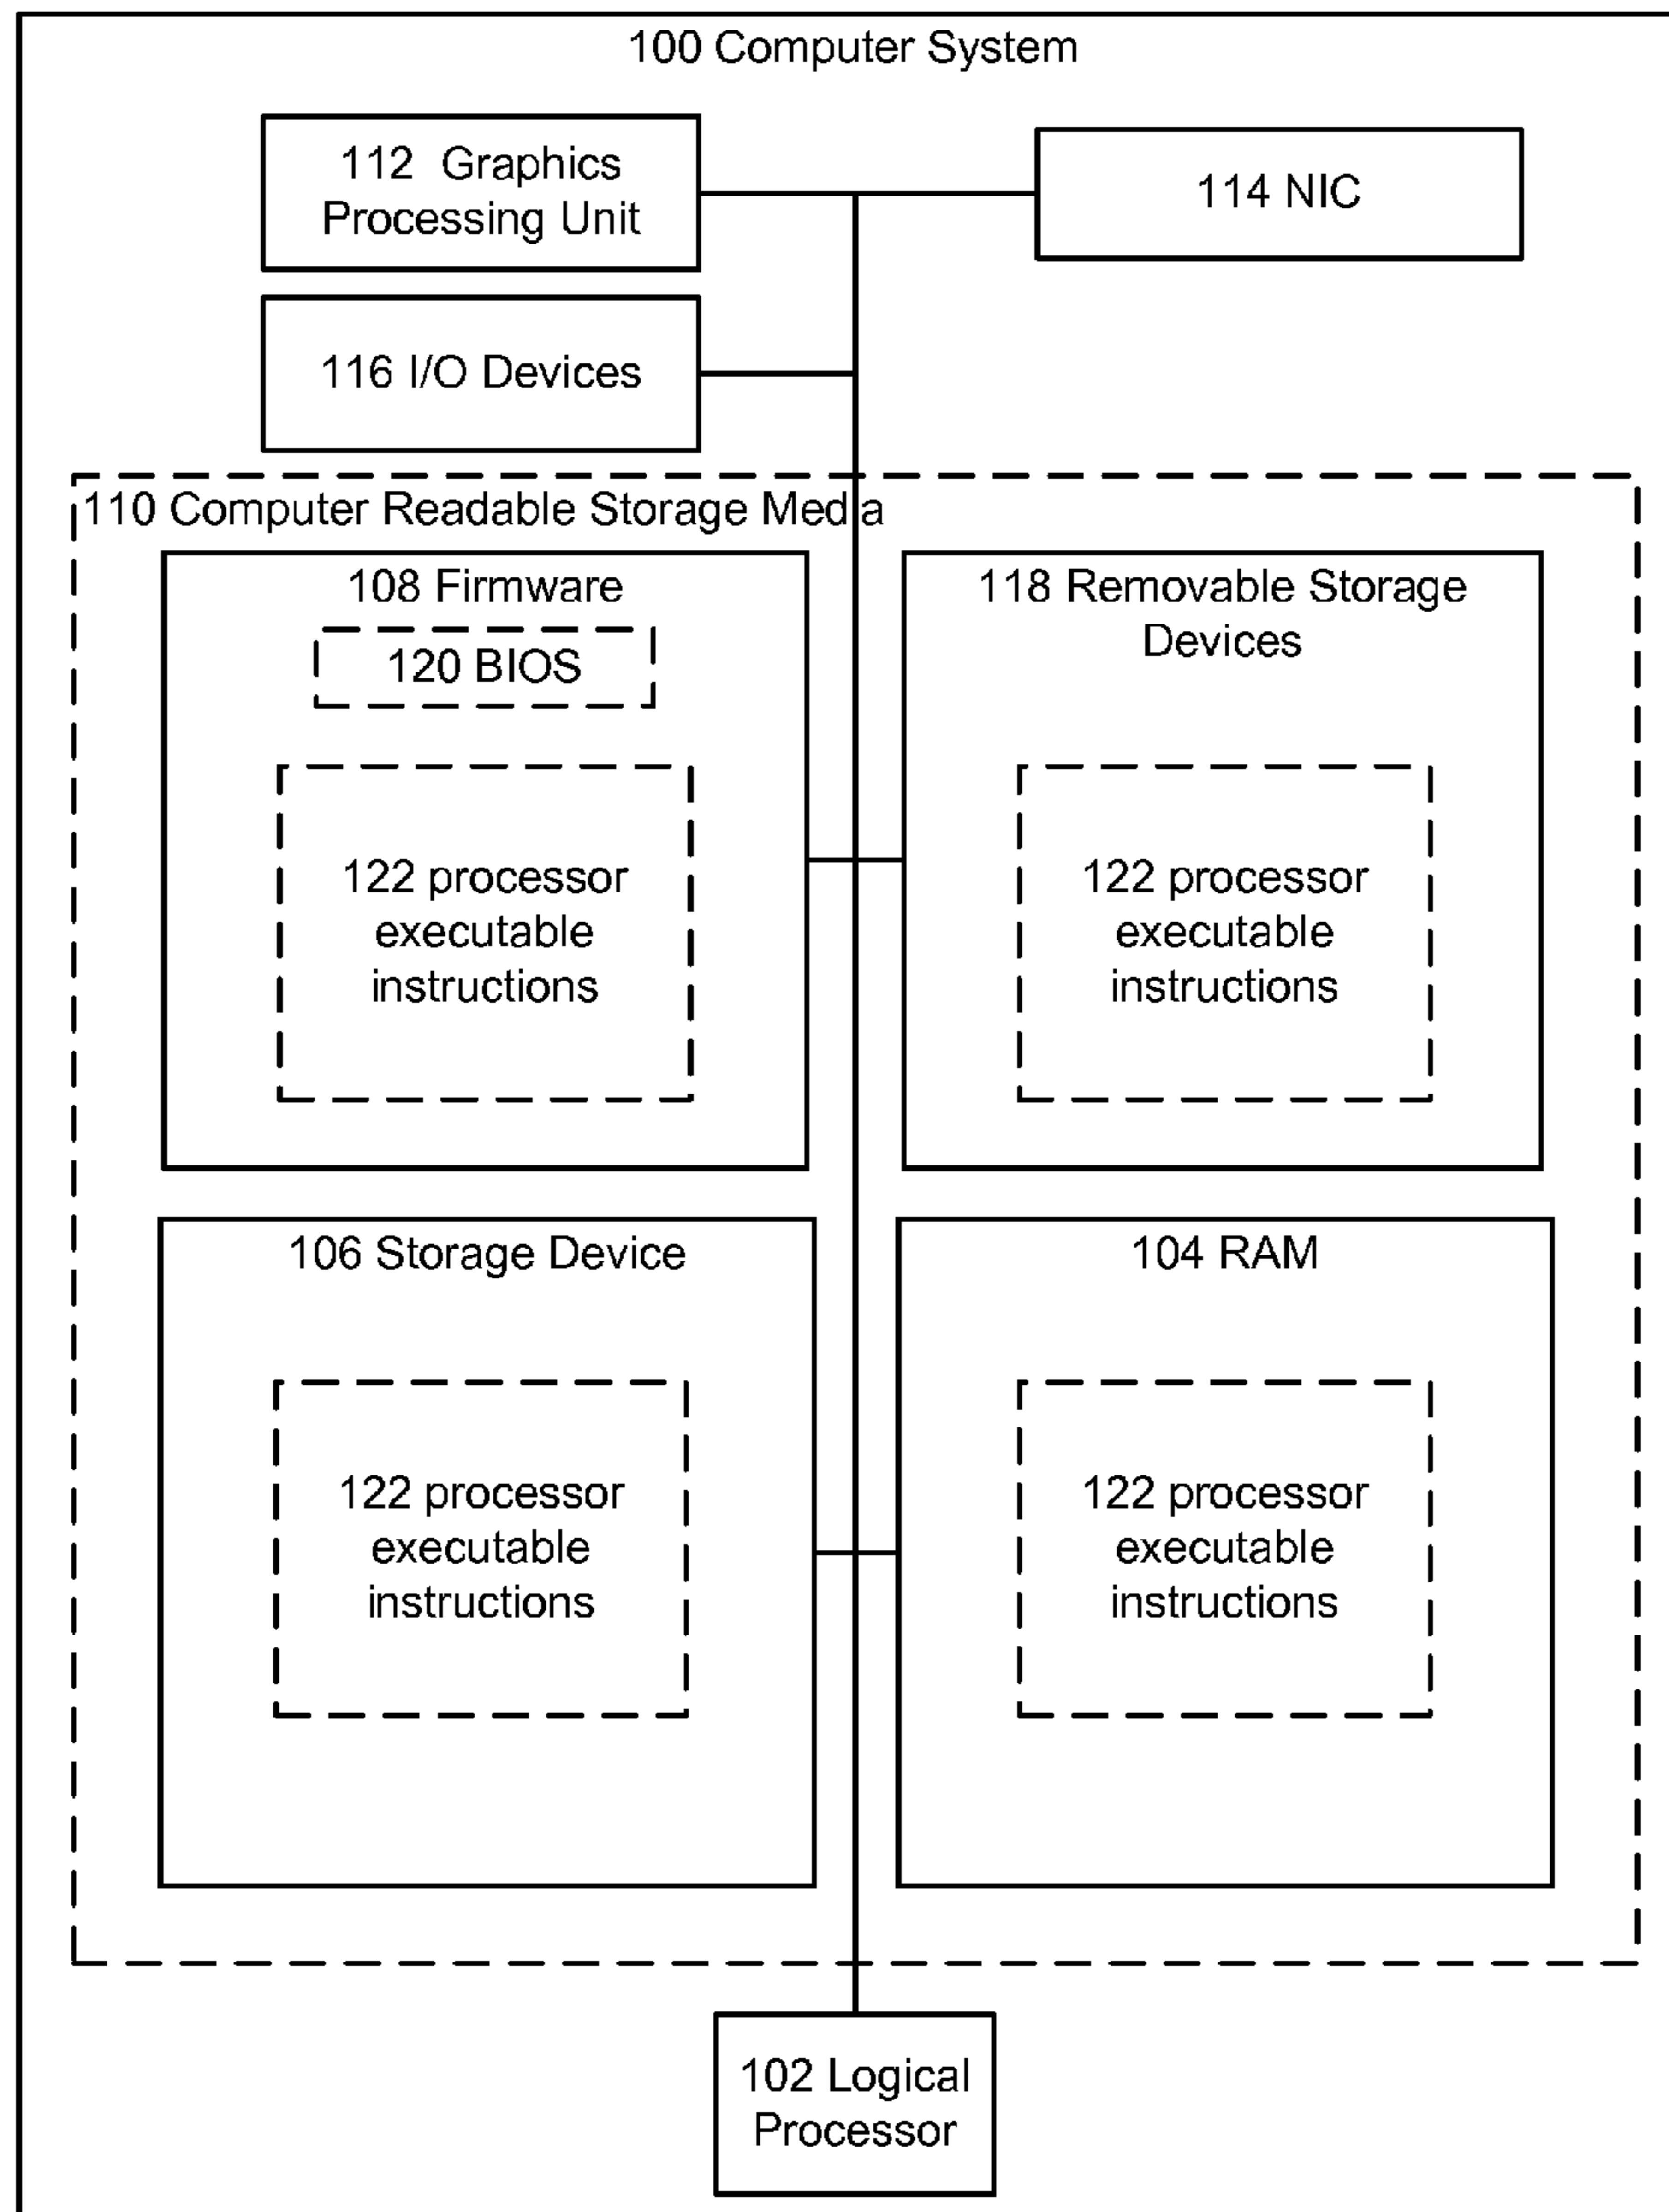 100 Computer System
112 Graphics
Processing Unit
114 NIC
116 I/O Devices
110 Computer Readable Storage Media
108 Firmware
120 BIOS
122 processor
executable
instructions
118 Removable Storage
Devices
122 processor
executable
instructions
106 Storage Device
122 processor
executable
instructions
104 RAM
122 processor
executable
instructions
102 Logical
Processor